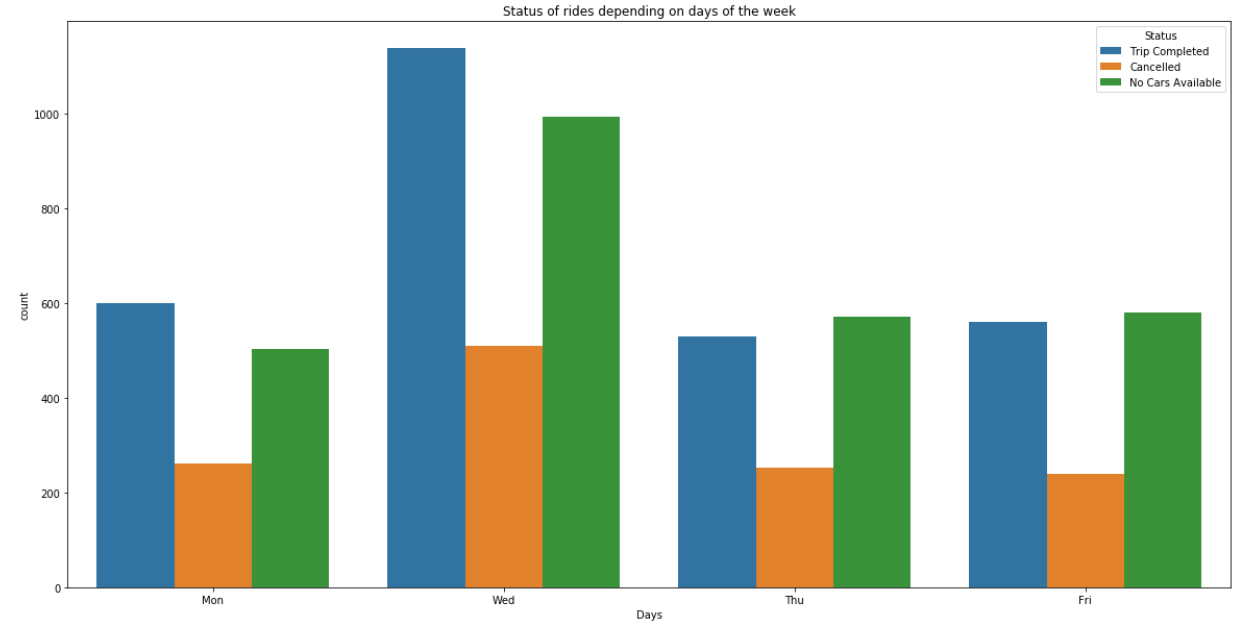 Status of rides depending on days of the week
Status
Trip Completed
Cancelled
No Cars Available
1000
800
600
400
200
0
count
Mon Wed Thu Fri
Days